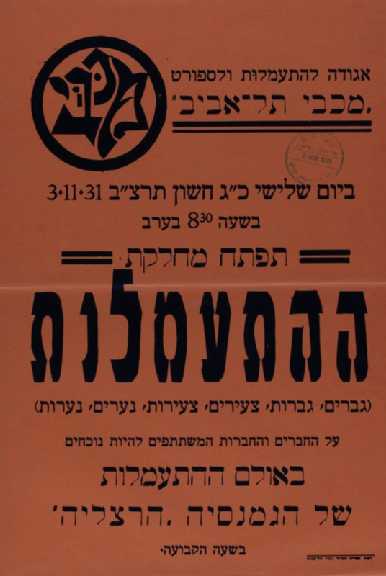 מכבי
אגודה להתעמלות ולספורט
‚מכבי תל־אביב'
ביום שלישי כ״ג חשון תרצ״ב 3·11·31
בשעה 8³⁰ בערב
תפתח מחלקת
ההתעמלות
(גברים, גברות, צעירים, צעירות, נערים, נערות)
על החברים והחברות המשתתפים להיות נוכחים
באולם ההתעמלות
של הגמנסיה ‚הרצליה'
בשעה הקבועה·